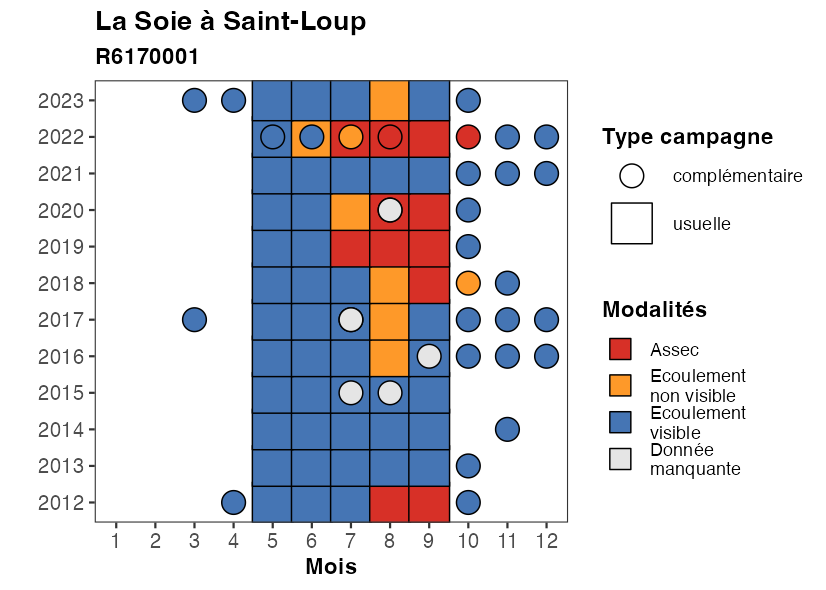 La Soie à Saint-Loup
R6170001
2023
2022
2021
2020
2019
2018
2017
2016
2015
2014
2013
2012
1 2 3 4 5 6 7 8 9 10 11 12
Mois
Type campagne
complémentaire
usuelle
Modalités
Assec
Ecoulement
non visible
Ecoulement
visible
Donnée
manquante